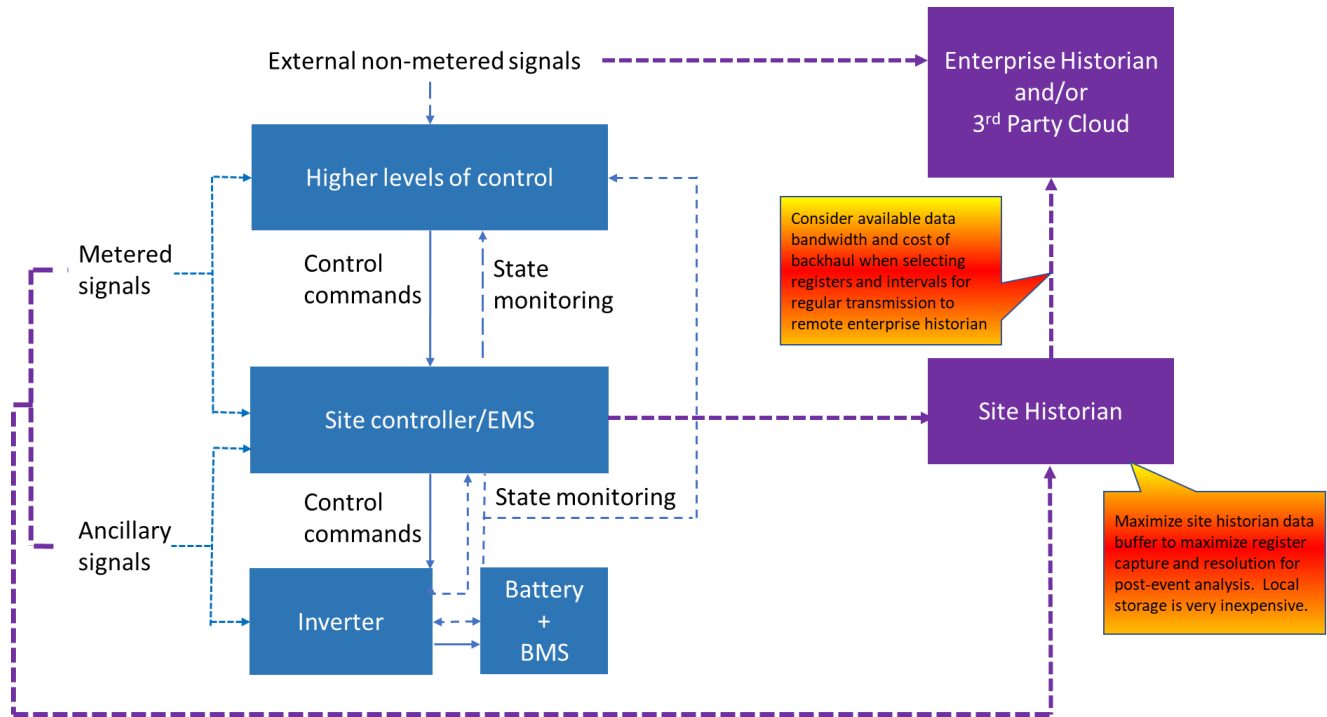 External non-metered signals
Enterprise Historian
and/or
3rd Party Cloud
Higher levels of control
Consider available data
bandwidth and cost of
backhaul when selecting
registers and intervals for
regular transmission to
remote enterprise historian
Metered
signals
Control
commands
State
monitoring
Site controller/EMS
Site Historian
Control
commands
State monitoring
Ancillary
signals
Maximize site historian data
buffer to maximize register
capture and resolution for
post-event analysis.  Local
storage is very inexpensive.
Inverter
Battery
+
BMS